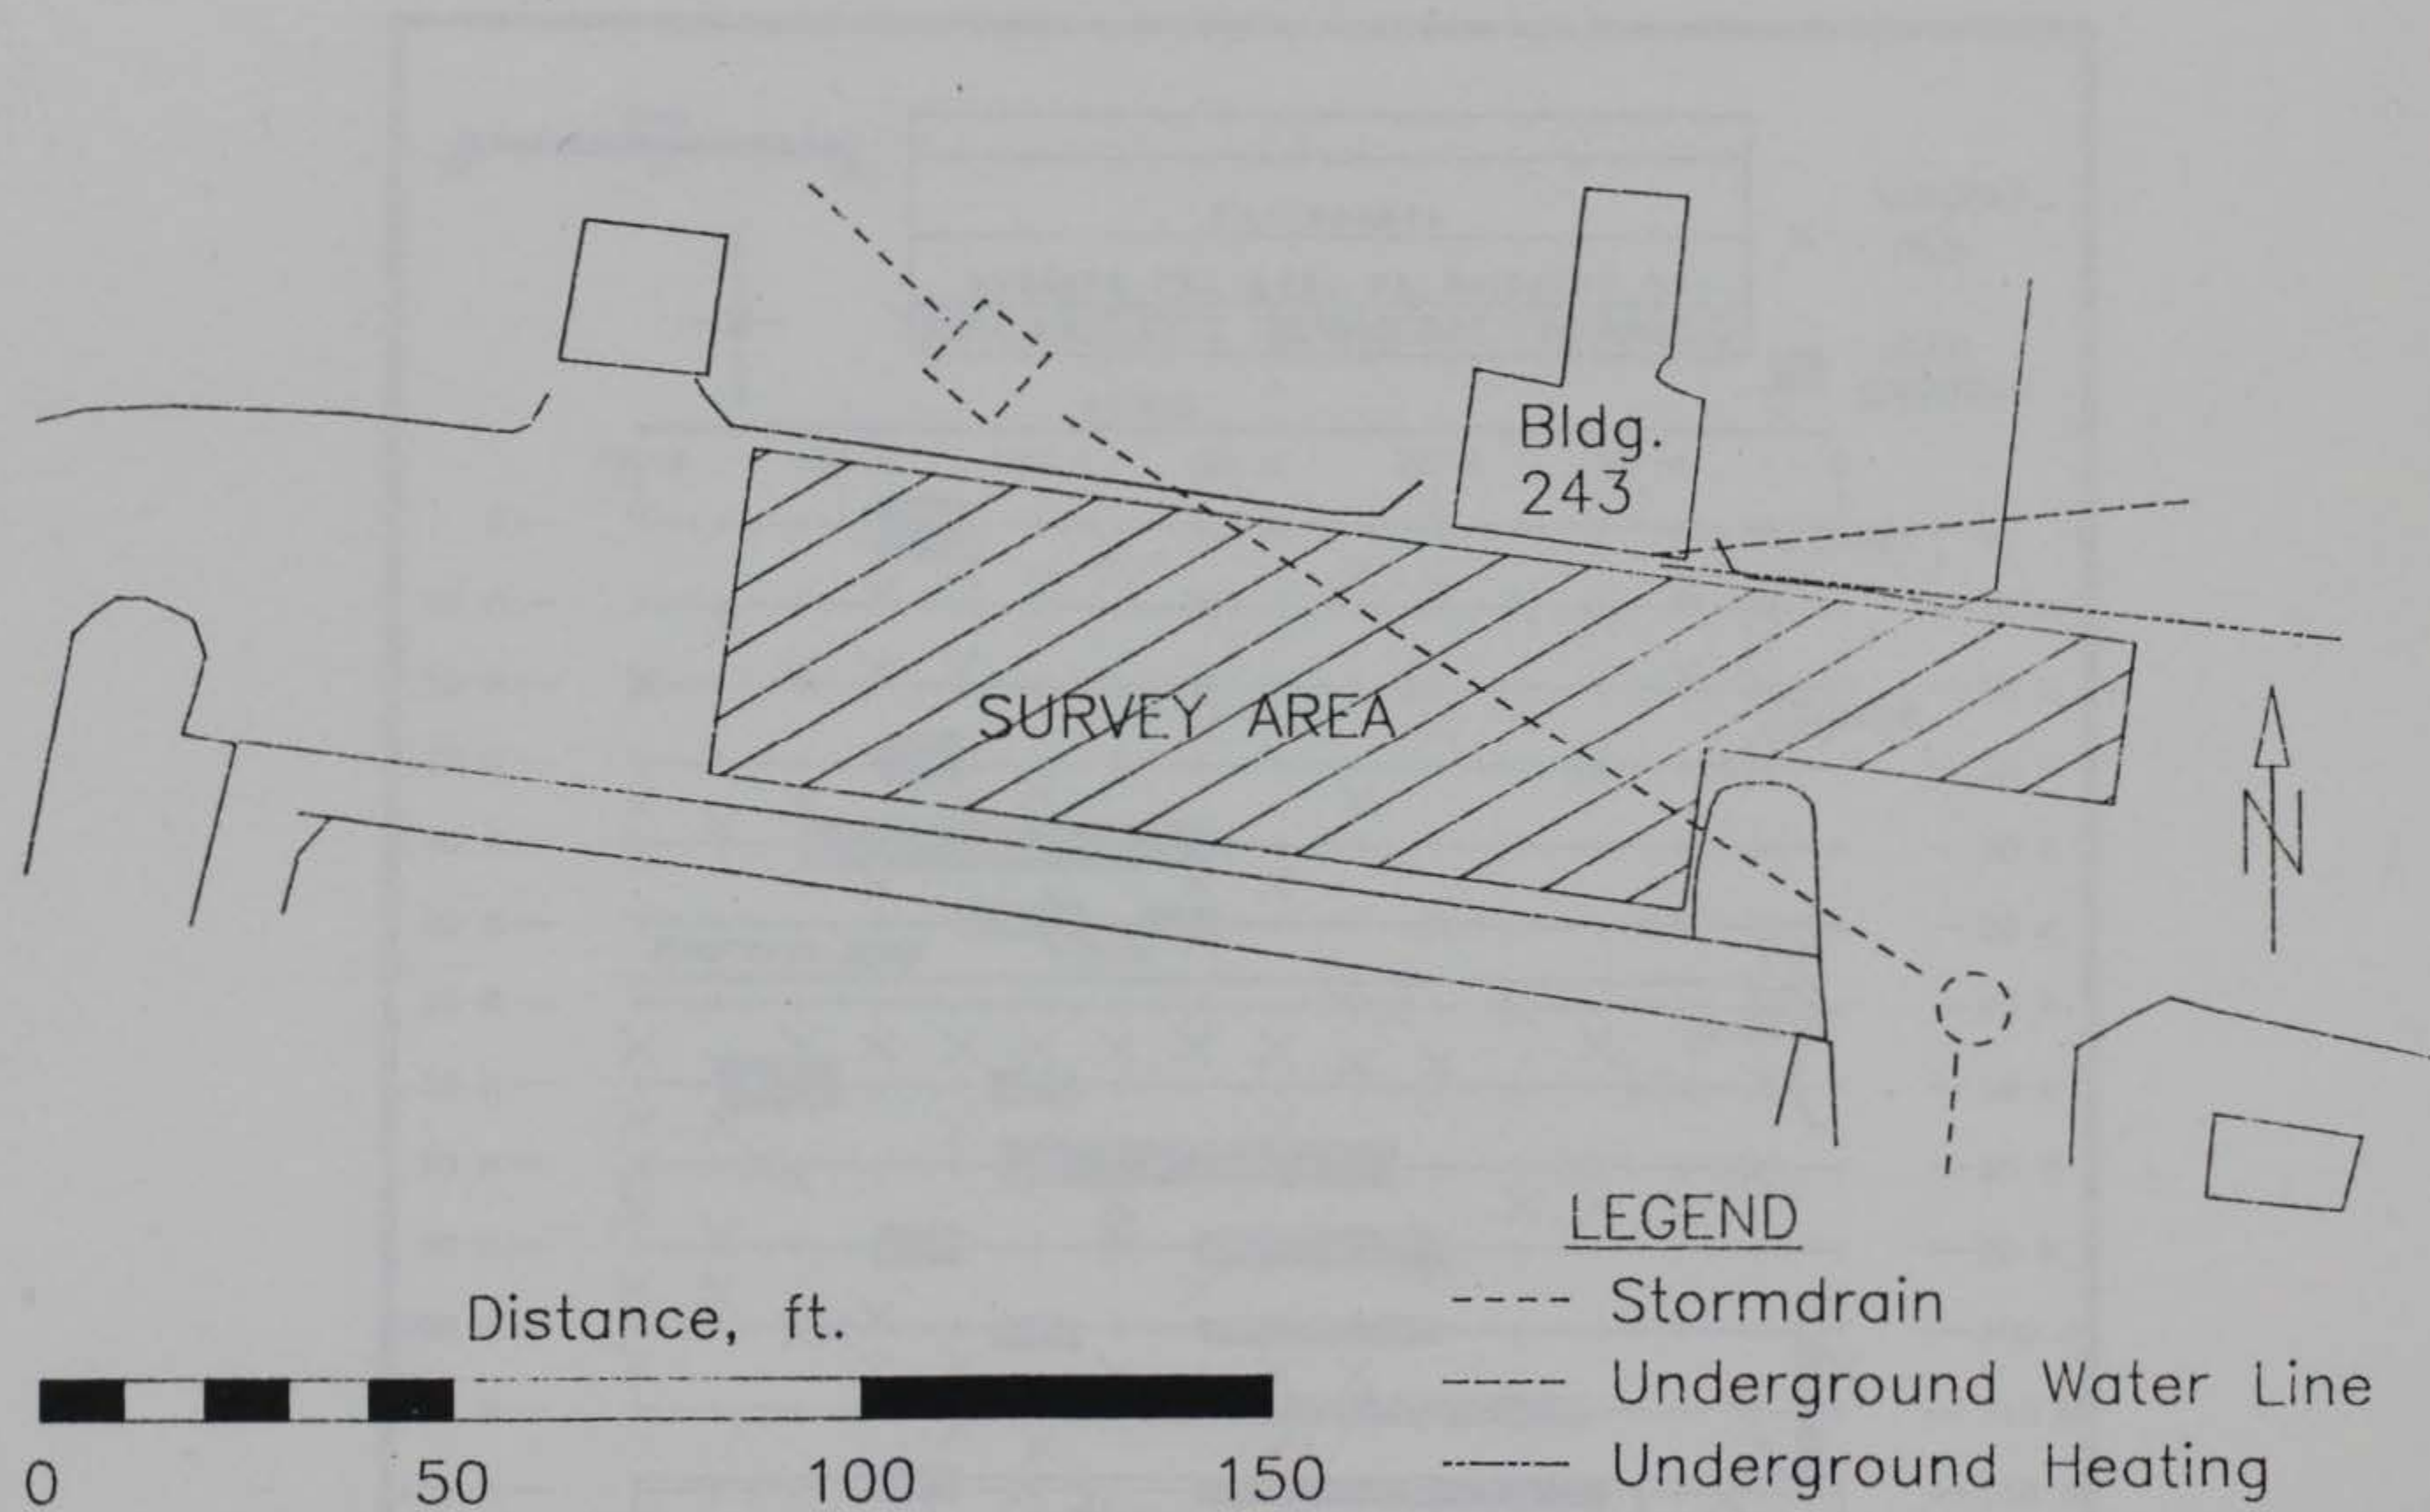 Bldg.
243
SURVEY AREA
N
LEGEND
Stormdrain
Underground Water Line
Underground Heating
Distance, ft.
0 50 100 150